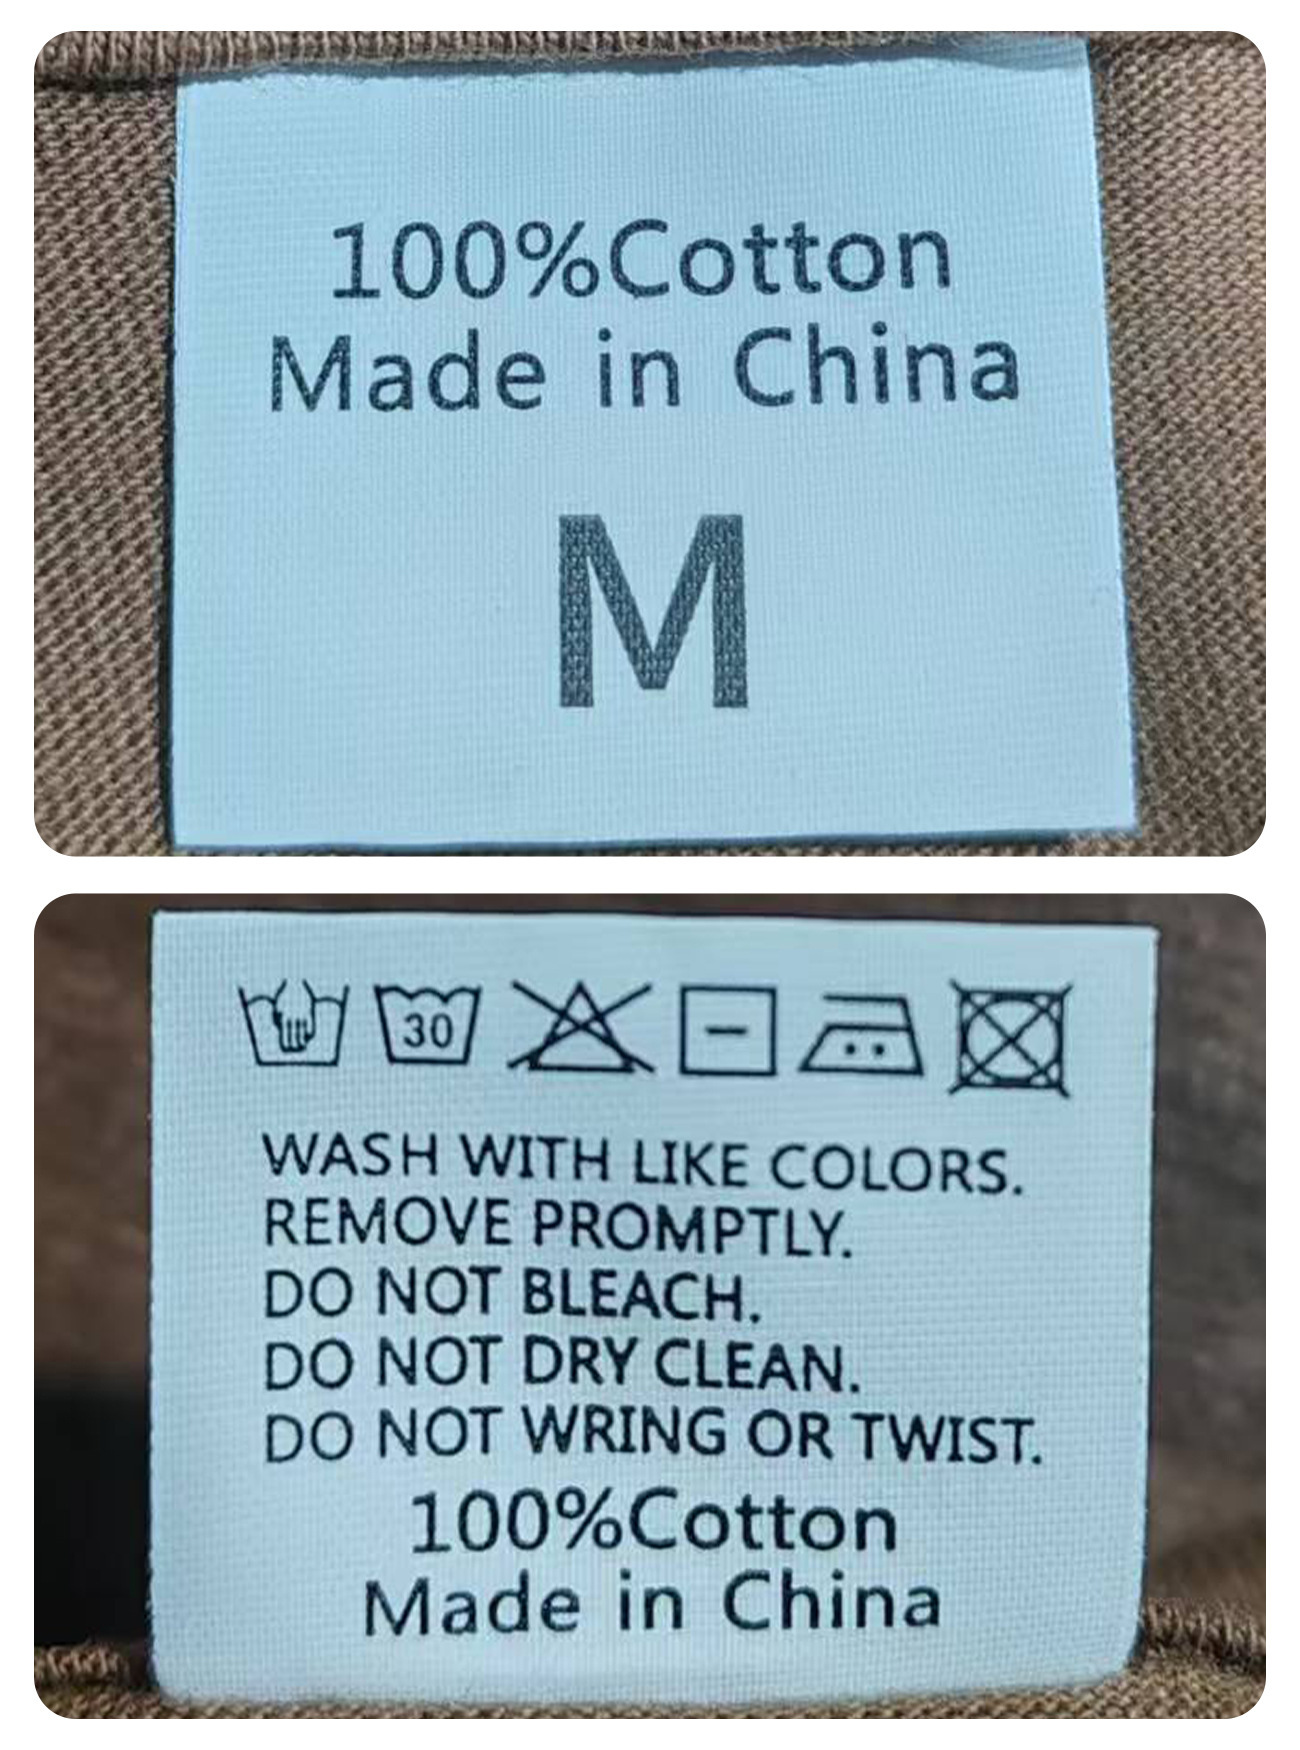 100%Cotton
Made in China
M
30
WASH WITH LIKE COLORS.
REMOVE PROMPTLY.
DO NOT BLEACH.
DO NOT DRY CLEAN.
DO NOT WRING OR TWIST.
100%Cotton
Made in China